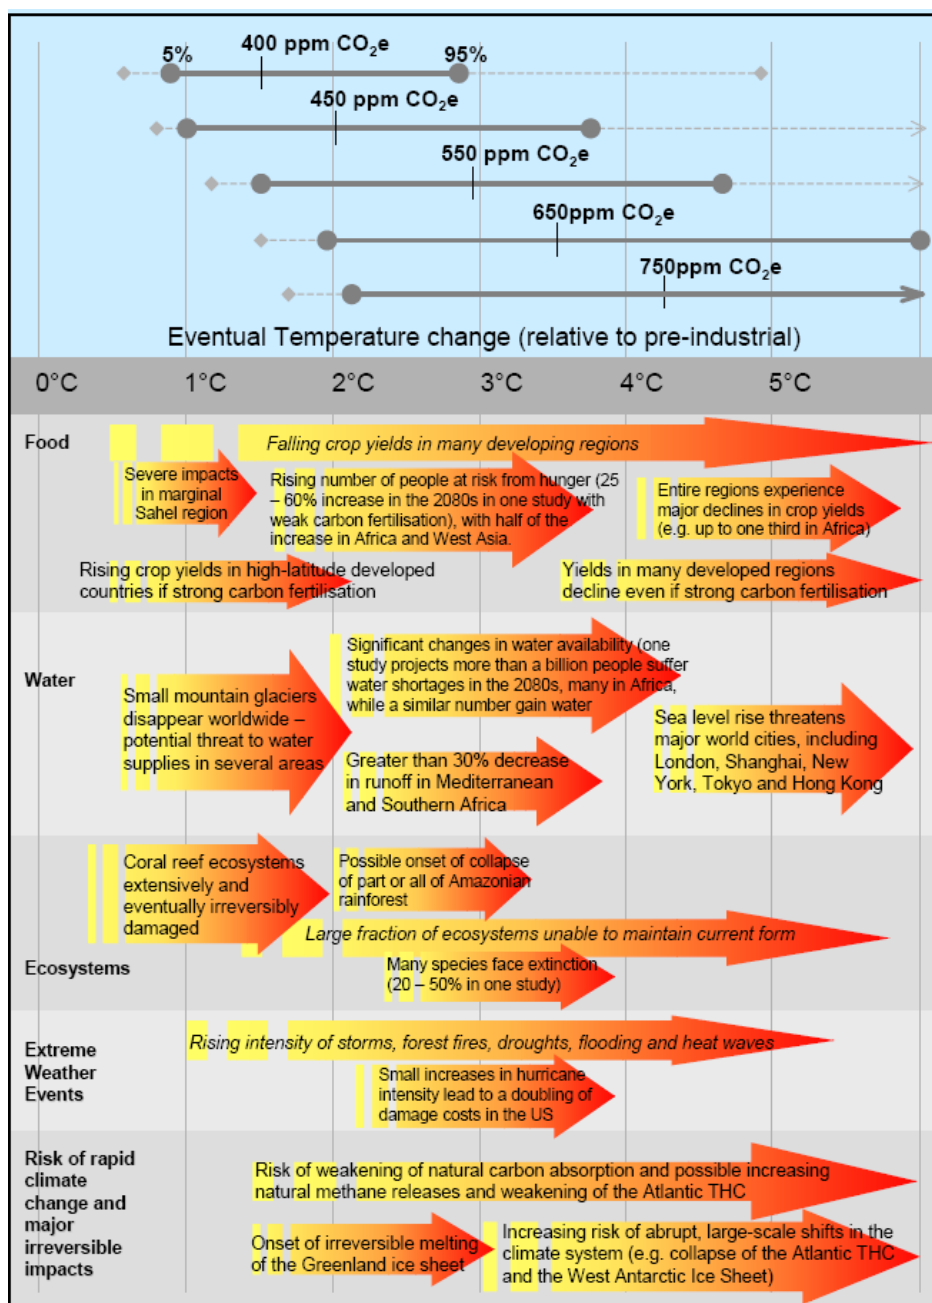 5%
400 ppm CO₂e
95%
450 ppm CO₂e
550 ppm CO₂e
650ppm CO₂e
750ppm CO₂e
Eventual Temperature change (relative to pre-industrial)
0°C 1°C 2°C 3°C 4°C 5°C
Food
Falling crop yields in many developing regions
Severe impacts
in marginal
Sahel region
Rising number of people at risk from hunger (25
– 60% increase in the 2080s in one study with
weak carbon fertilisation), with half of the
increase in Africa and West Asia.
Entire regions experience
major declines in crop yields
(e.g. up to one third in Africa)
Rising crop yields in high-latitude developed
countries if strong carbon fertilisation
Yields in many developed regions
decline even if strong carbon fertilisation
Water
Small mountain glaciers
disappear worldwide –
potential threat to water
supplies in several areas
Significant changes in water availability (one
study projects more than a billion people suffer
water shortages in the 2080s, many in Africa,
while a similar number gain water
Greater than 30% decrease
in runoff in Mediterranean
and Southern Africa
Sea level rise threatens
major world cities, including
London, Shanghai, New
York, Tokyo and Hong Kong
Ecosystems
Coral reef ecosystems
extensively and
eventually irreversibly
damaged
Possible onset of collapse
of part or all of Amazonian
rainforest
Large fraction of ecosystems unable to maintain current form
Many species face extinction
(20 – 50% in one study)
Extreme
Weather
Events
Rising intensity of storms, forest fires, droughts, flooding and heat waves
Small increases in hurricane
intensity lead to a doubling of
damage costs in the US
Risk of rapid
climate
change and
major
irreversible
impacts
Risk of weakening of natural carbon absorption and possible increasing
natural methane releases and weakening of the Atlantic THC
Onset of irreversible melting
of the Greenland ice sheet
Increasing risk of abrupt, large-scale shifts in the
climate system (e.g. collapse of the Atlantic THC
and the West Antarctic Ice Sheet)